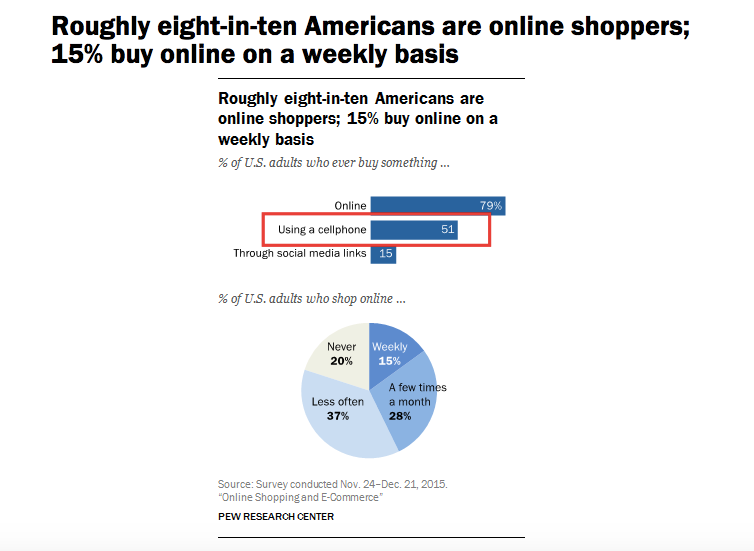 Roughly eight-in-ten Americans are online shoppers;
15% buy online on a weekly basis
Roughly eight-in-ten Americans are
online shoppers; 15% buy online on a
weekly basis
% of U.S. adults who ever buy something ...
Online 79%
Using a cellphone 51
Through social media links 15
% of U.S. adults who shop online ...
Never
20%
Weekly
15%
A few times
a month
28%
Less often
37%
Source: Survey conducted Nov. 24–Dec. 21, 2015.
“Online Shopping and E-Commerce”
PEW RESEARCH CENTER